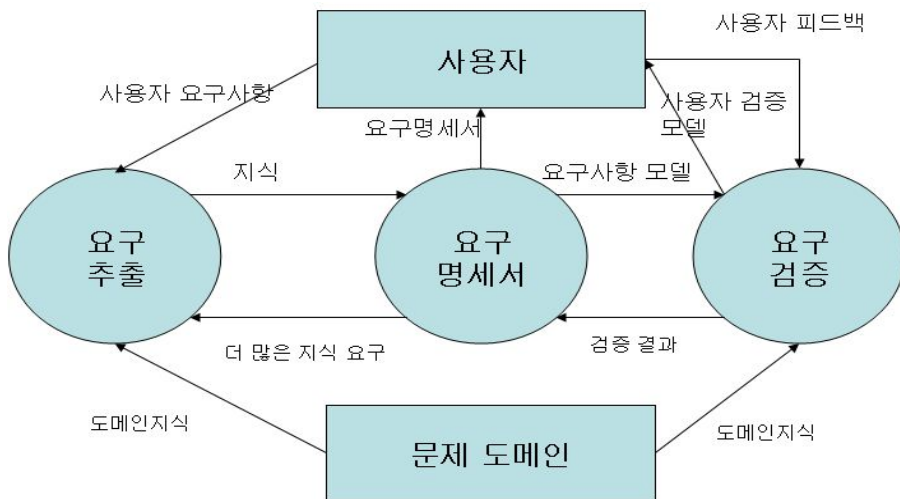 사용자 피드백
사용자
사용자 요구사항
사용자 검증
모델
요구명세서
지식
요구사항 모델
요구
추출
요구
명세서
요구
검증
더 많은 지식 요구
검증 결과
도메인지식
도메인지식
문제 도메인